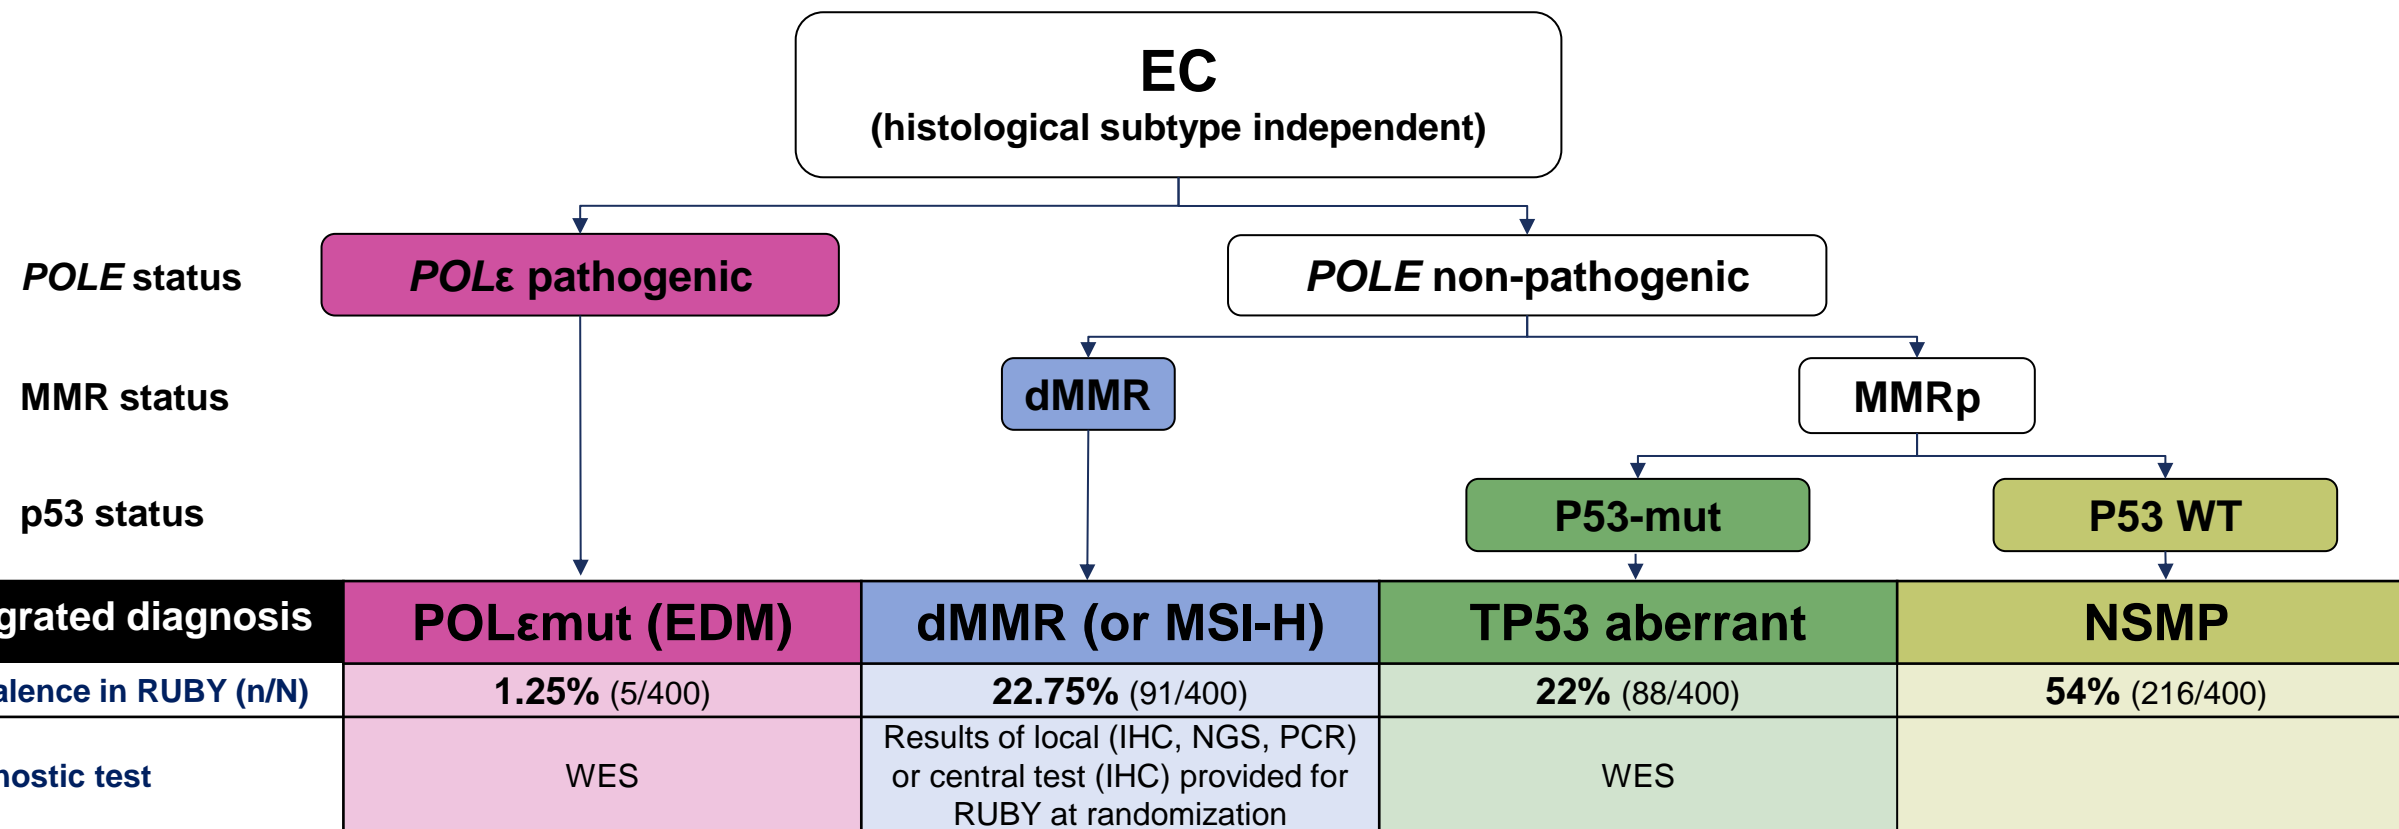 EC
(histological subtype independent)
POLE status
POLε pathogenic
POLE non-pathogenic
MMR status
dMMR
MMRp
p53 status
P53-mut
P53 WT
grated diagnosis
POLεmut (EDM)
dMMR (or MSI-H)
TP53 aberrant
NSMP
alence in RUBY (n/N)
1.25% (5/400)
22.75% (91/400)
22% (88/400)
54% (216/400)
nostic test
WES
Results of local (IHC, NGS, PCR)
or central test (IHC) provided for
RUBY at randomization
WES